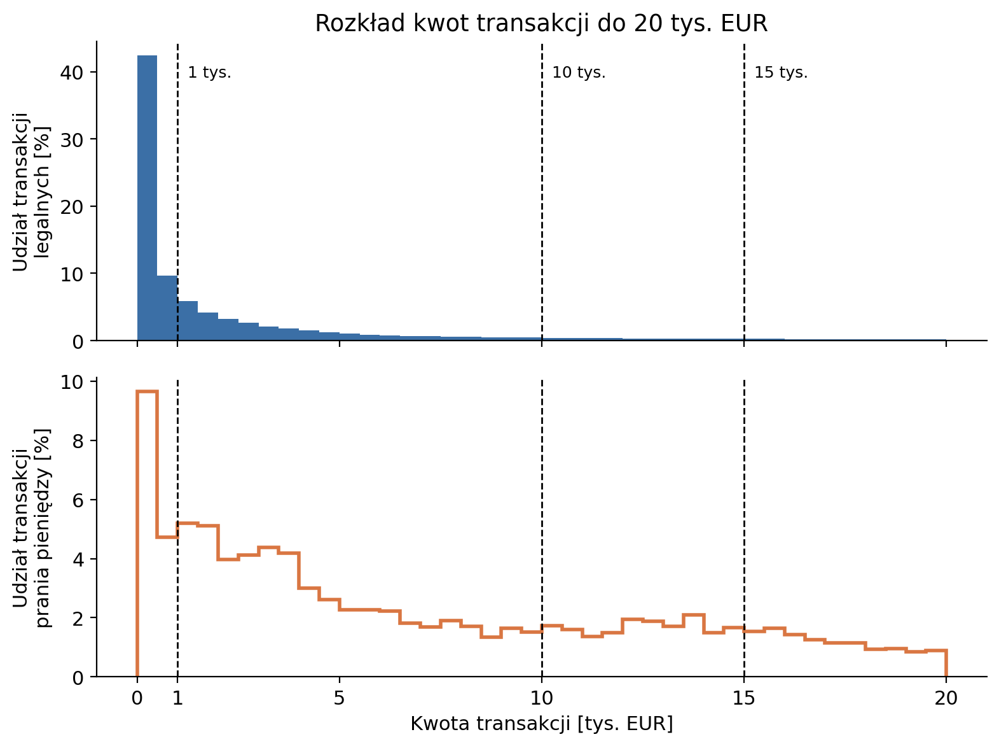 Rozkład kwot transakcji do 20 tys. EUR
Udział transakcji
legalnych [%]
40
30
20
10
0
1 tys.
10 tys.
15 tys.
Udział transakcji
prania pieniędzy [%]
10
8
6
4
2
0
0 1 5 10 15 20
Kwota transakcji [tys. EUR]